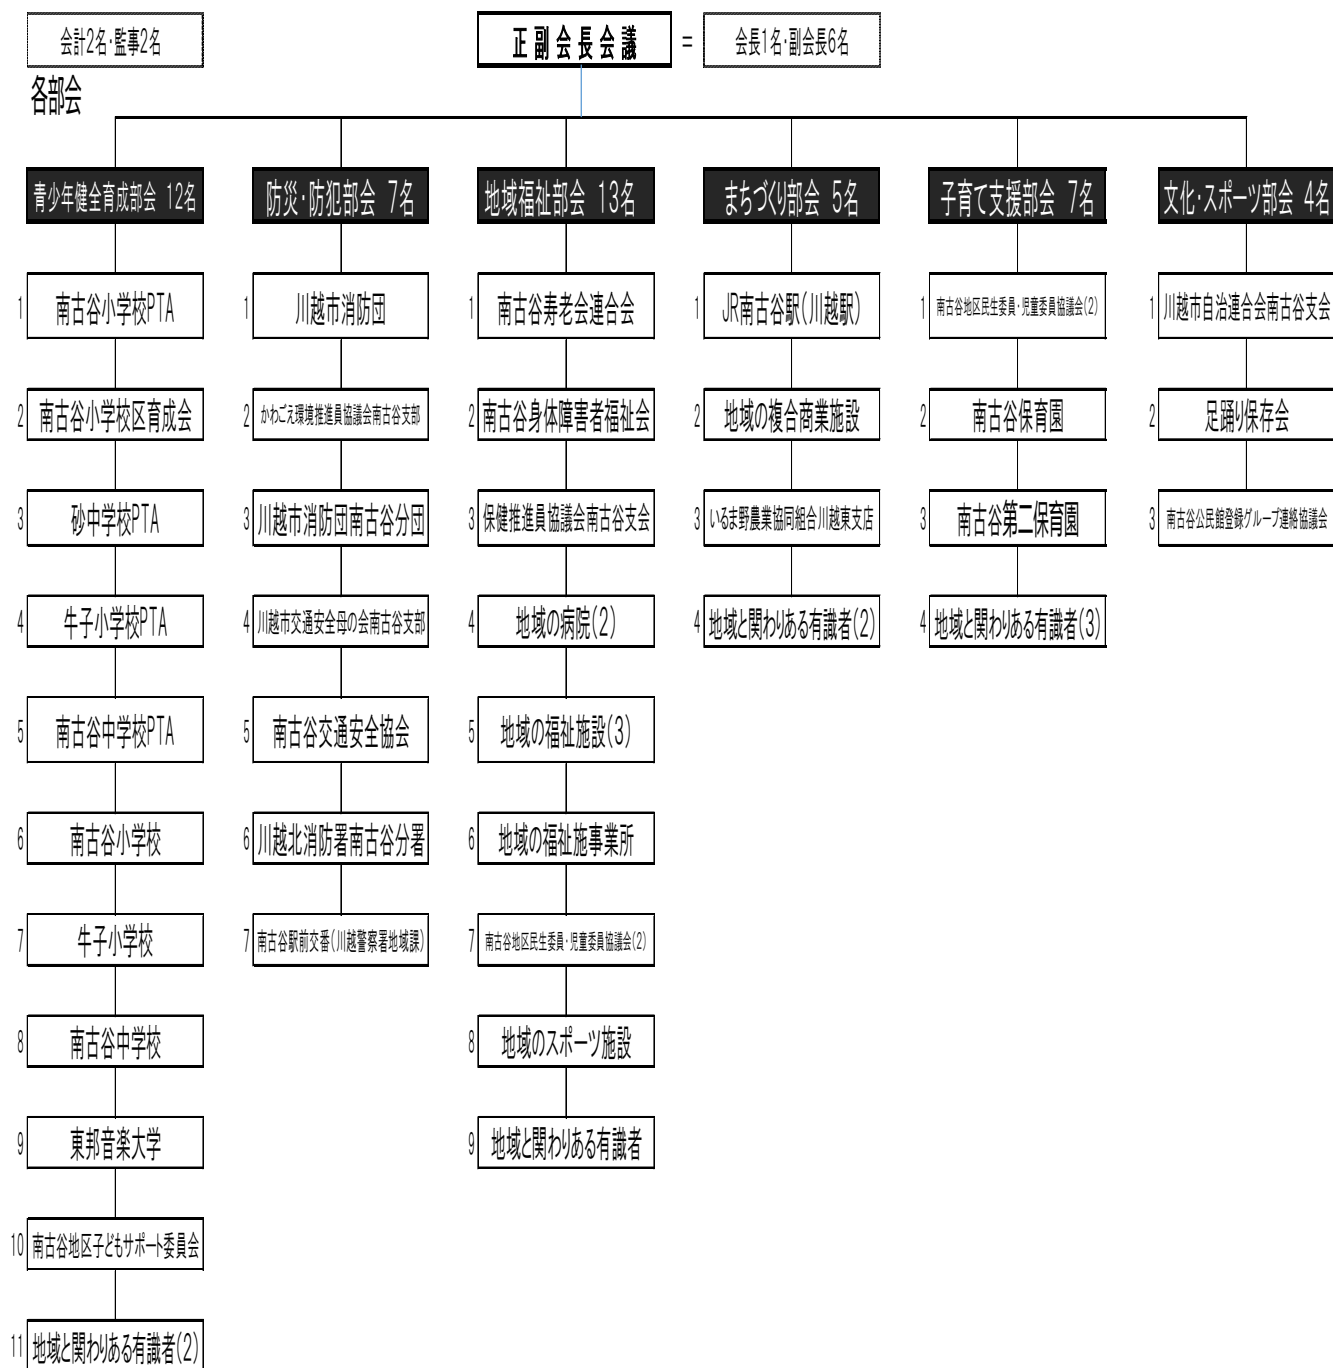 会計2名・監事2名
正副会長会議
=
会長1名・副会長6名
各部会
青少年健全育成部会 12名
1 南古谷小学校PTA
2 南古谷小学校区育成会
3 砂中学校PTA
4 牛子小学校PTA
5 南古谷中学校PTA
6 南古谷小学校
7 牛子小学校
8 南古谷中学校
9 東邦音楽大学
10 南古谷地区子どもサポート委員会
11 地域と関わりある有識者(2)
防災・防犯部会 7名
1 川越市消防団
2 かわごえ環境推進員協議会南古谷支部
3 川越市消防団南古谷分団
4 川越市交通安全母の会南古谷支部
5 南古谷交通安全協会
6 川越北消防署南古谷分署
7 南古谷駅前交番(川越警察署地域課)
地域福祉部会 13名
1 南古谷寿老会連合会
2 南古谷身体障害者福祉会
3 保健推進員協議会南古谷支会
4 地域の病院(2)
5 地域の福祉施設(3)
6 地域の福祉施事業所
7 南古谷地区民生委員・児童委員協議会(2)
8 地域のスポーツ施設
9 地域と関わりある有識者
まちづくり部会 5名
1 JR南古谷駅(川越駅)
2 地域の複合商業施設
3 いるま野農業協同組合川越東支店
4 地域と関わりある有識者(2)
子育て支援部会 7名
1 南古谷地区民生委員・児童委員協議会(2)
2 南古谷保育園
3 南古谷第二保育園
4 地域と関わりある有識者(3)
文化・スポーツ部会 4名
1 川越市自治連合会南古谷支会
2 足踊り保存会
3 南古谷公民館登録グループ連絡協議会